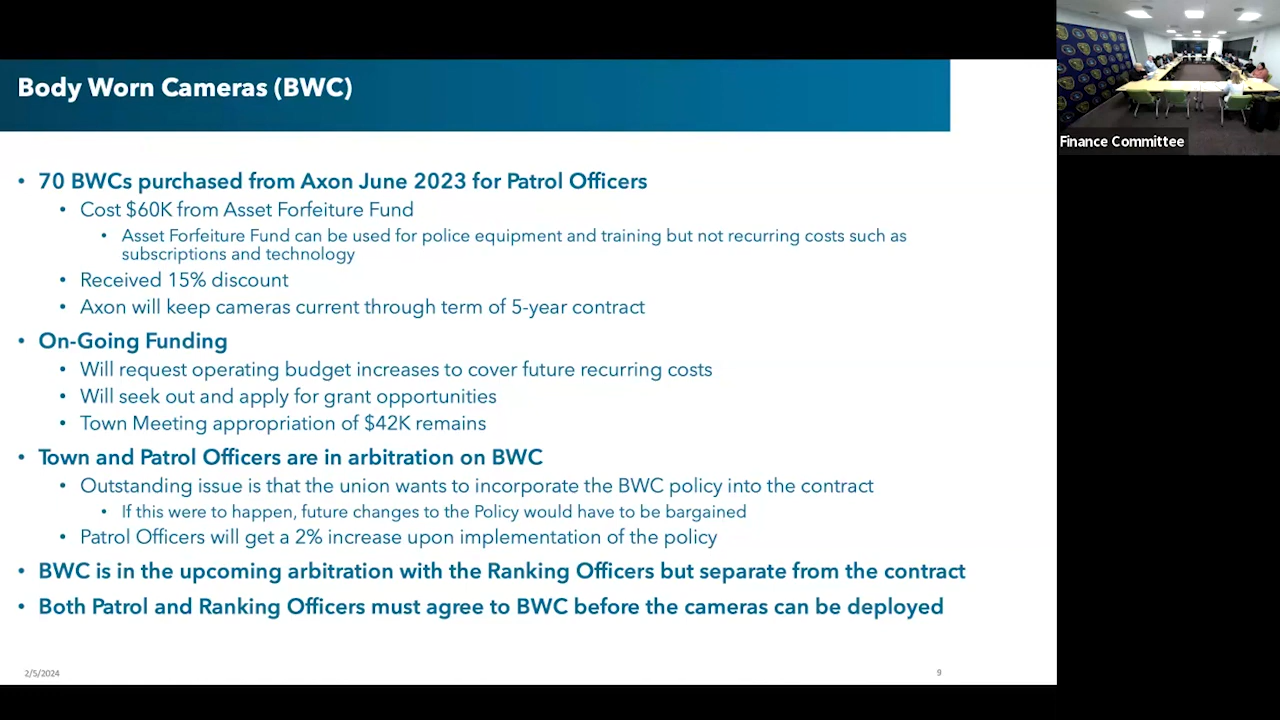 Body Worn Cameras (BWC)
Finance Committee
• 70 BWCs purchased from Axon June 2023 for Patrol Officers
• Cost $60K from Asset Forfeiture Fund
• Asset Forfeiture Fund can be used for police equipment and training but not recurring costs such as
subscriptions and technology
• Received 15% discount
• Axon will keep cameras current through term of 5-year contract
• On-Going Funding
• Will request operating budget increases to cover future recurring costs
• Will seek out and apply for grant opportunities
• Town Meeting appropriation of $42K remains
• Town and Patrol Officers are in arbitration on BWC
• Outstanding issue is that the union wants to incorporate the BWC policy into the contract
• If this were to happen, future changes to the Policy would have to be bargained
• Patrol Officers will get a 2% increase upon implementation of the policy
• BWC is in the upcoming arbitration with the Ranking Officers but separate from the contract
• Both Patrol and Ranking Officers must agree to BWC before the cameras can be deployed
2/5/2024
9